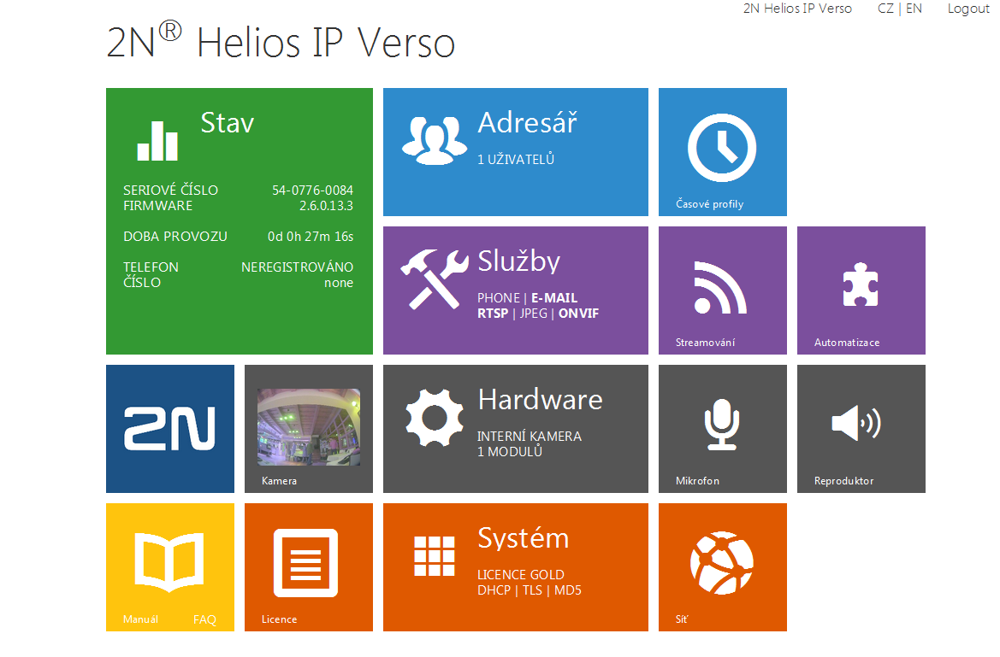 2N Helios IP Verso CZ | EN Logout
2N® Helios IP Verso
Stav
SERIOVÉ ČÍSLO 54-0776-0084
FIRMWARE 2.6.0.13.3
DOBA PROVOZU 0d 0h 27m 16s
TELEFON NEREGISTROVÁNO
ČÍSLO none
Adresář
1 UŽIVATELŮ
Časové profily
Služby
PHONE | E-MAIL
RTSP | JPEG | ONVIF
Streamování
Automatizace
2N
Kamera
Hardware
INTERNÍ KAMERA
1 MODULŮ
Mikrofon
Reproduktor
Manuál FAQ
Licence
Systém
LICENCE GOLD
DHCP | TLS | MD5
Síť